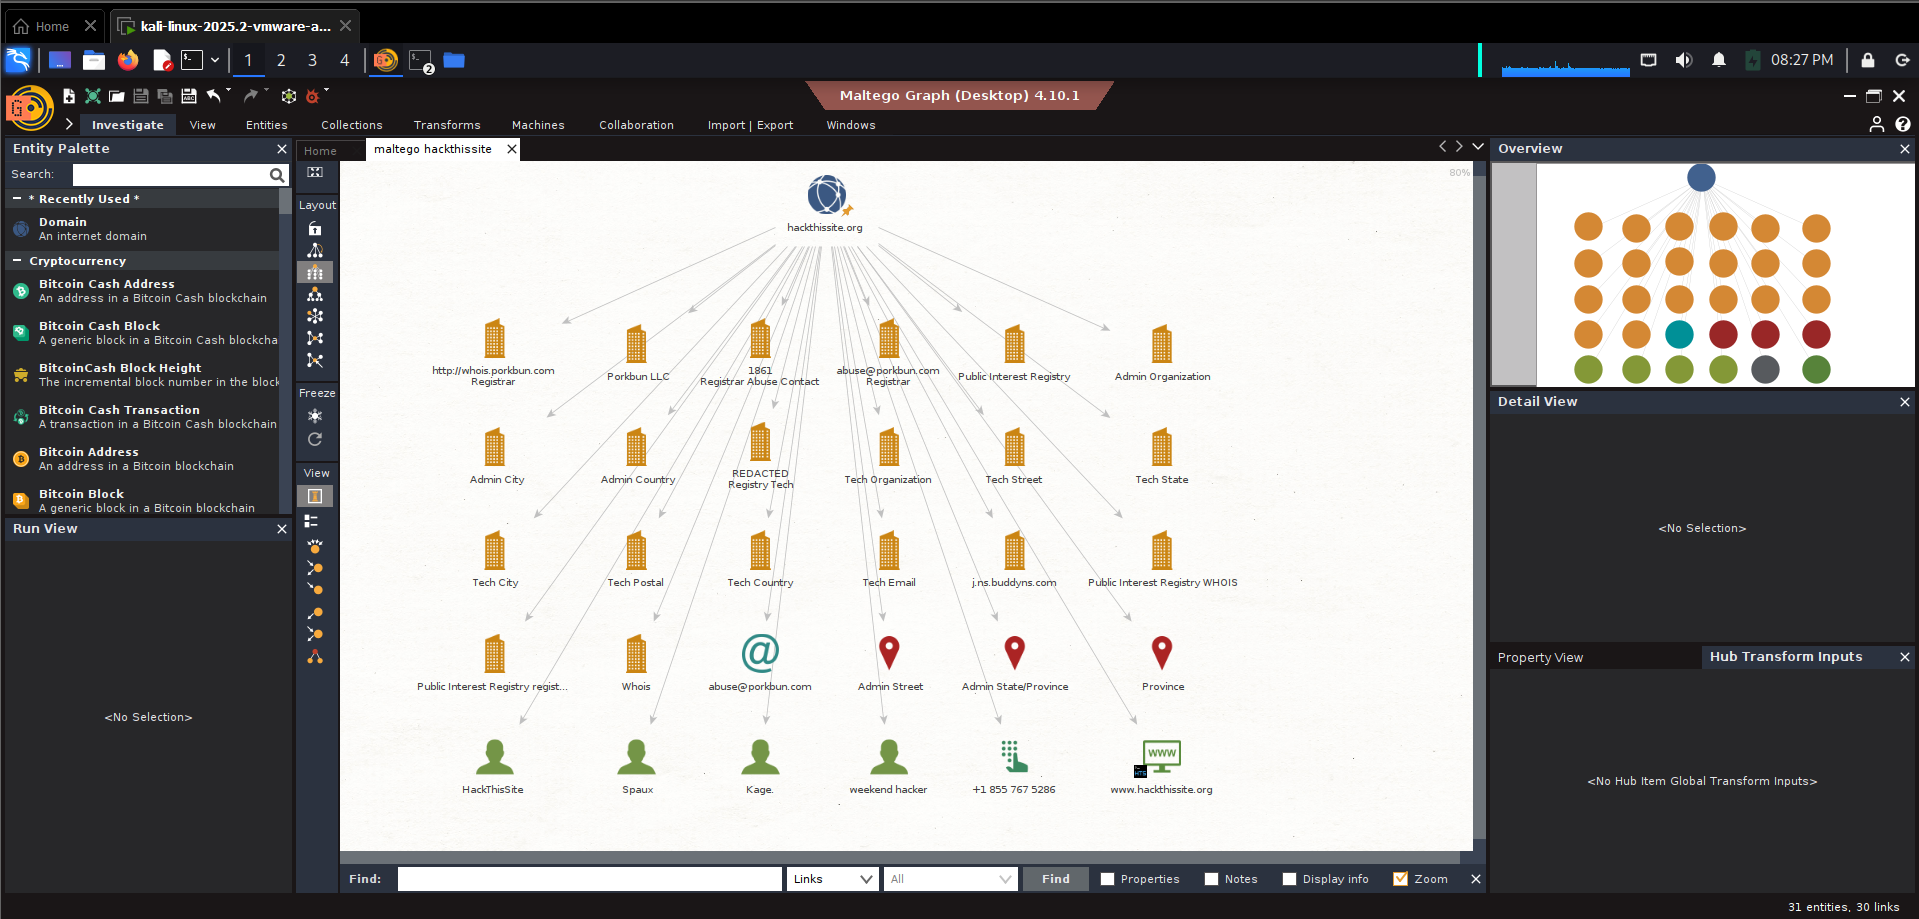 Home
kali-linux-2025.2-vmware-a...
1
2
3
4
2
08:27 PM
Maltego Graph (Desktop) 4.10.1
Investigate
View
Entities
Collections
Transforms
Machines
Collaboration
Import | Export
Windows
Entity Palette
Search:
* Recently Used *
Domain
An internet domain
Cryptocurrency
Bitcoin Cash Address
An address in a Bitcoin Cash blockchain
Bitcoin Cash Block
A generic block in a Bitcoin Cash blockcha
BitcoinCash Block Height
The incremental block number in the block
Bitcoin Cash Transaction
A transaction in a Bitcoin Cash blockchain
Bitcoin Address
An address in a Bitcoin blockchain
Bitcoin Block
A generic block in a Bitcoin blockchain
Run View
<No Selection>
Home
maltego hackthissite
Layout
Freeze
View
80%
hackthissite.org
http://whois.porkbun.com
Registrar
Porkbun LLC
1861
Registrar Abuse Contact
abuse@porkbun.com
Registrar
Public Interest Registry
Admin Organization
Admin City
Admin Country
REDACTED
Registry Tech
Tech Organization
Tech Street
Tech State
Tech City
Tech Postal
Tech Country
Tech Email
j.ns.buddyns.com
Public Interest Registry WHOIS
Public Interest Registry regist...
Whois
abuse@porkbun.com
Admin Street
Admin State/Province
Province
HackThisSite
Spaux
Kage.
weekend hacker
+1 855 767 5286
WWW
HTS
www.hackthissite.org
Find:
Links
All
Find
Properties
Notes
Display info
Zoom
Overview
Detail View
<No Selection>
Property View
Hub Transform Inputs
<No Hub Item Global Transform Inputs>
31 entities, 30 links